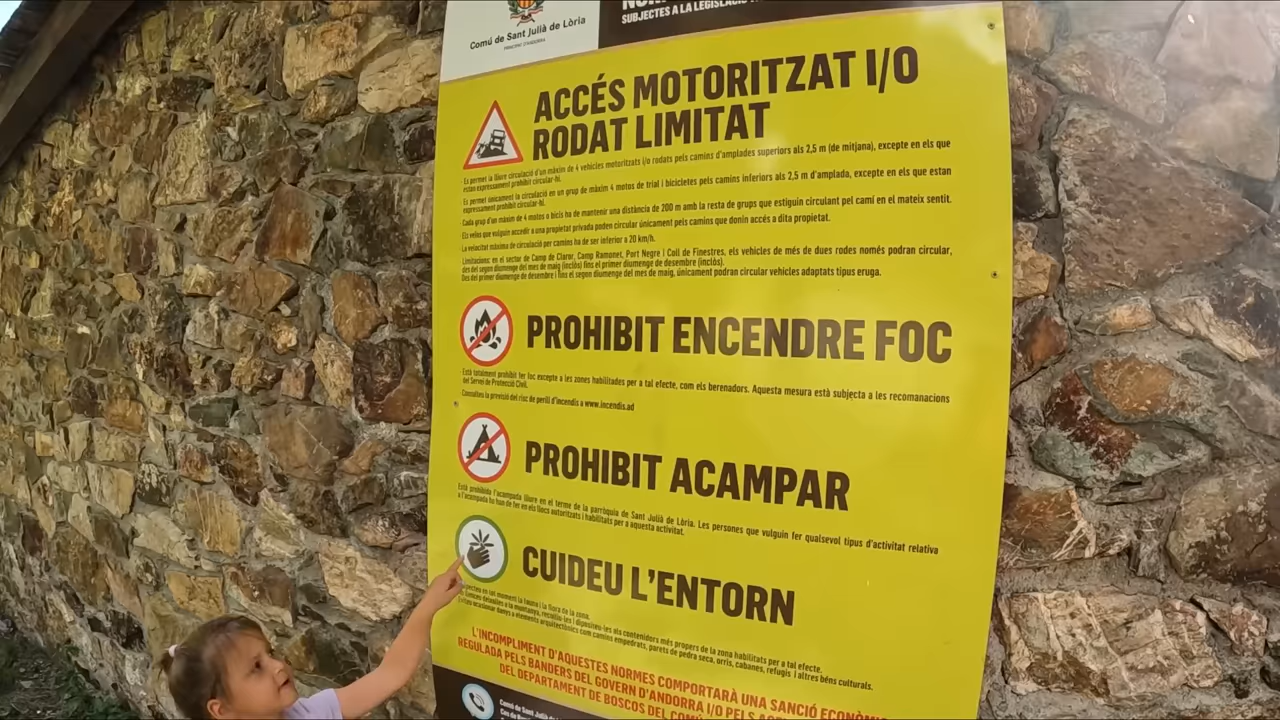 Comú de Sant Julià de Lòria
PRINCIPAT D'ANDORRA
SUBJECTES A LA LEGISLACIÓ
ACCÉS MOTORITZAT I/O
RODAT LIMITAT
Es permet la lliure circulació d'un màxim de 4 vehicles motoritzats i/o rodats pels camins d'amplades superiors als 2,5 m (de mitjana), excepte en els que
estan expressament prohibit circular-hi.
Es permet únicament la circulació en un grup de màxim 4 motos de trial i bicicletes pels camins inferiors als 2,5 m d'amplada, excepte en els que estan
expressament prohibit circular-hi.
Cada grup d'un màxim de 4 motos o bicis ha de mantenir una distància de 200 m amb la resta de grups que estiguin circulant pel camí en el mateix sentit.
Els veïns que vulguin accedir a una propietat privada poden circular únicament pels camins que donin accés a dita propietat.
La velocitat màxima de circulació per camins ha de ser inferior a 20 km/h.
Limitacions: en el sector de Camp de Claror, Camp Ramonet, Port Negre i Coll de Finestres, els vehicles de més de dues rodes només podran circular,
des del segon diumenge del mes de maig (inclòs) fins el primer diumenge de desembre (inclòs).
Des del primer diumenge de desembre i fins el segon diumenge del mes de maig, únicament podran circular vehicles adaptats tipus eruga.
PROHIBIT ENCENDRE FOC
Està totalment prohibit fer foc excepte a les zones habilitades per a tal efecte, com els berenadors. Aquesta mesura està subjecta a les recomanacions
del Servei de Protecció Civil.
Consulteu la previsió del risc de perill d'incendis a www.incendis.ad
PROHIBIT ACAMPAR
Està prohibida l'acampada lliure en el terme de la parròquia de Sant Julià de Lòria. Les persones que vulguin fer qualsevol tipus d'activitat relativa
a l'acampada ho han de fer en els llocs autoritzats i habilitats per a aquesta activitat.
CUIDEU L'ENTORN
en tot moment la fauna i la flora de la zona.
deixalles a la muntanya, recolliu-les i dipositeu-les als contenidors més propers de la zona habilitats per a tal efecte.
Eviteu ocasionar danys a elements arquitectònics com camins empedrats, parets de pedra seca, orris, cabanes, refugis i altres béns culturals.
L'INCOMPLIMENT D'AQUESTES NORMES COMPORTARÀ UNA SANCIÓ
REGULADA PELS BANDERS DEL GOVERN D'ANDORRA I/O PELS
DEL DEPARTAMENT DE BOSCOS DEL
Comú de Sant Julià